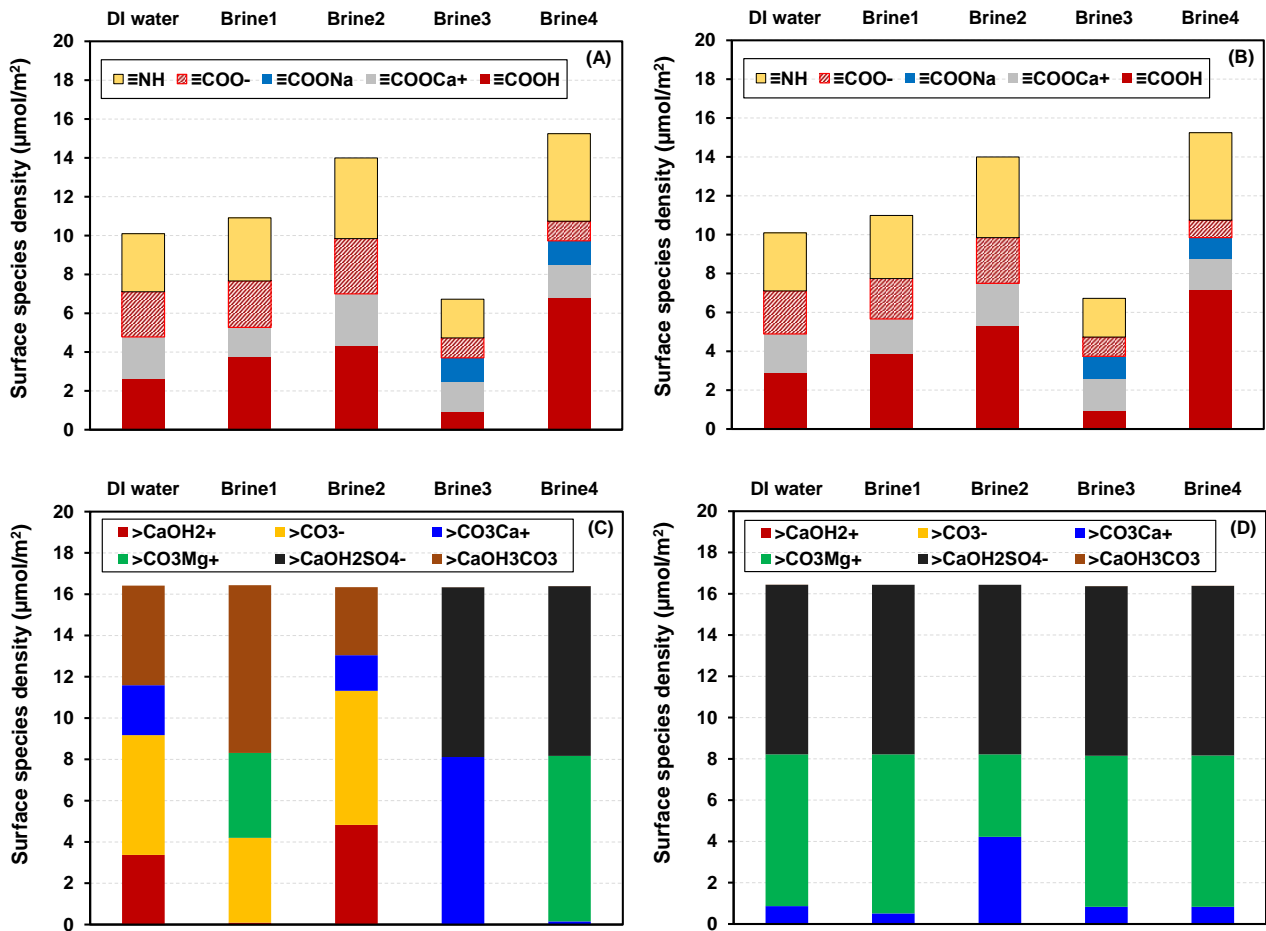 DI water Brine1 Brine2 Brine3 Brine4
(A)
≡NH ≡COO- ≡COONa ≡COOCa+ ≡COOH
Surface species density (µmol/m²)
20
18
16
14
12
10
8
6
4
2
0
DI water Brine1 Brine2 Brine3 Brine4
(B)
≡NH ≡COO- ≡COONa ≡COOCa+ ≡COOH
Surface species density (µmol/m²)
20
18
16
14
12
10
8
6
4
2
0
DI water Brine1 Brine2 Brine3 Brine4
(C)
>CaOH2+ >CO3- >CO3Ca+
>CO3Mg+ >CaOH2SO4- >CaOH3CO3
Surface species density (µmol/m²)
20
18
16
14
12
10
8
6
4
2
0
DI water Brine1 Brine2 Brine3 Brine4
(D)
>CaOH2+ >CO3- >CO3Ca+
>CO3Mg+ >CaOH2SO4- >CaOH3CO3
Surface species density (µmol/m²)
20
18
16
14
12
10
8
6
4
2
0